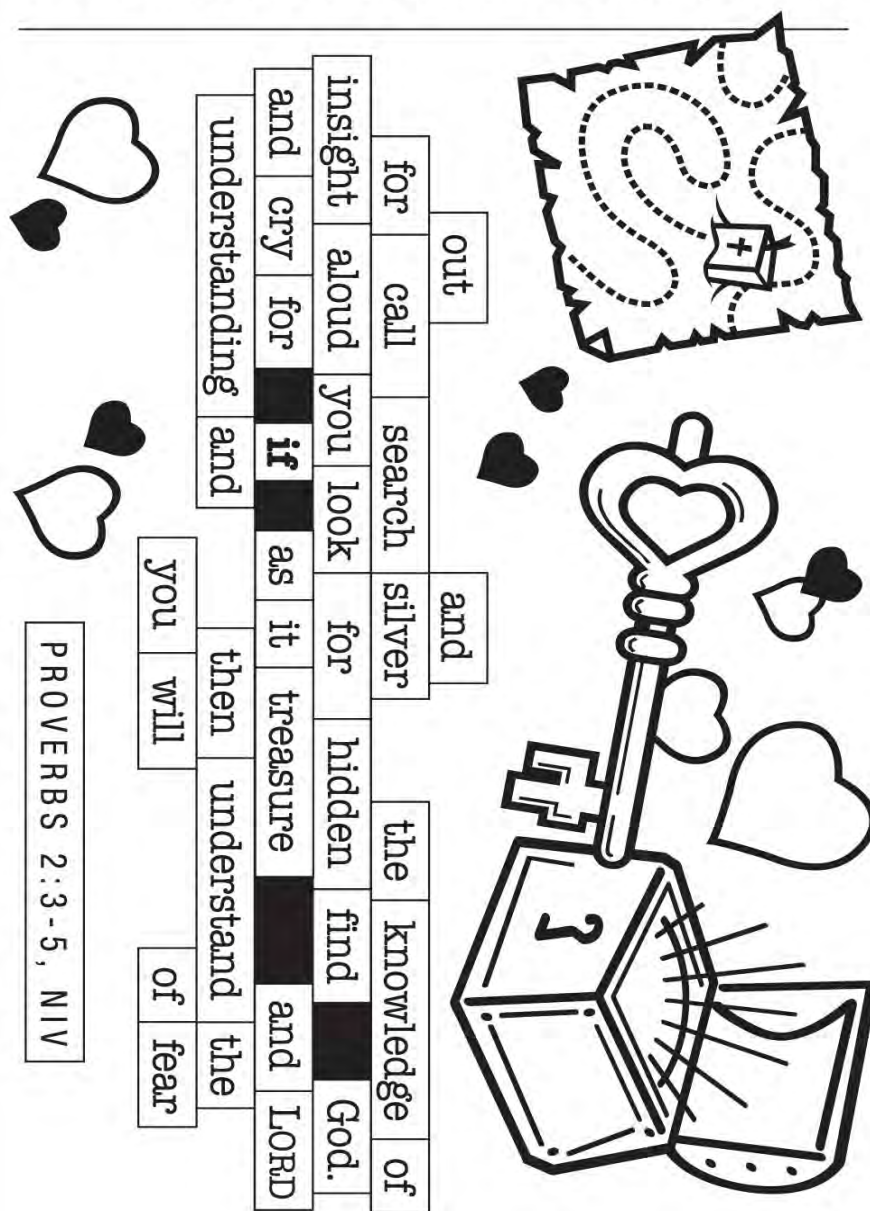 out and
for call search silver the knowledge of
insight aloud you look for hidden find God.
and cry for if as it treasure and LORD
understanding and then understand the
you will of fear
PROVERBS 2:3-5, NIV